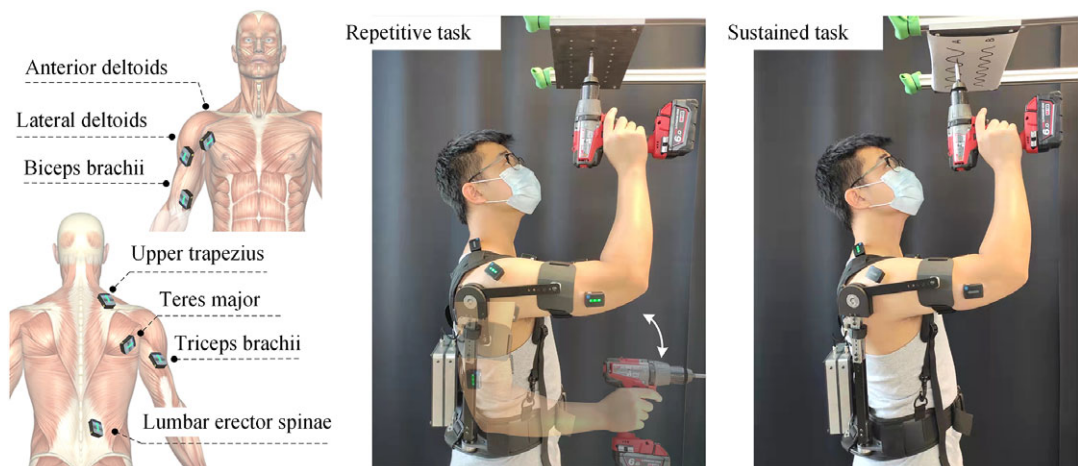 Anterior deltoids
Lateral deltoids
Biceps brachii
Upper trapezius
Teres major
Triceps brachii
Lumbar erector spinae
Repetitive task
Sustained task
A
B